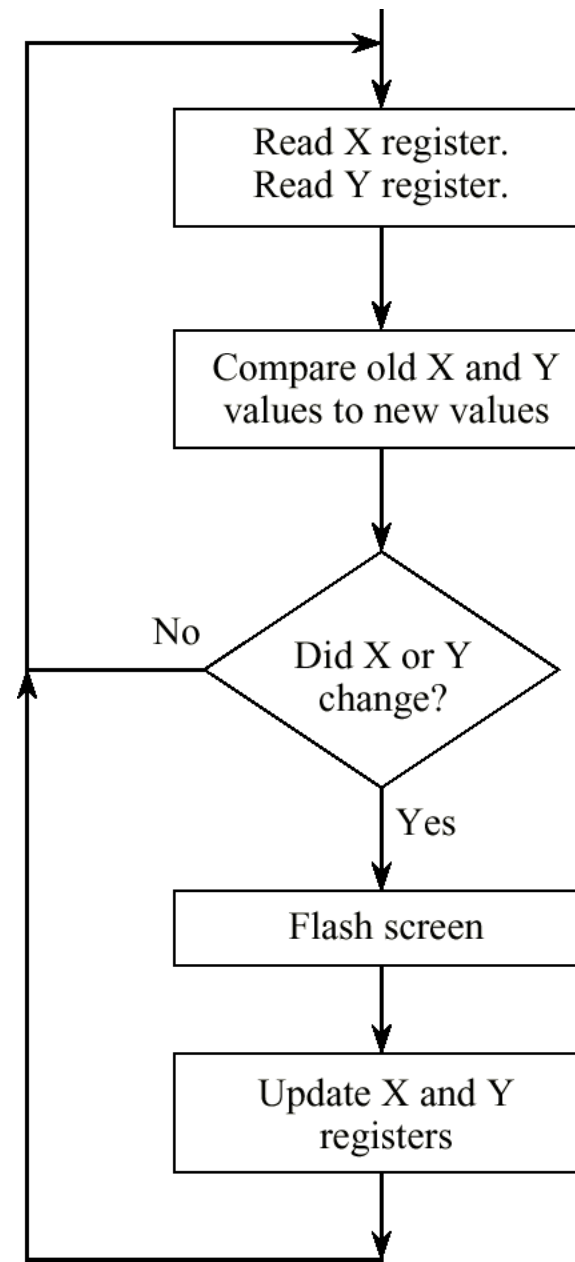 Read X register.
Read Y register.
Compare old X and Y
values to new values
No
Did X or Y
change?
Yes
Flash screen
Update X and Y
registers